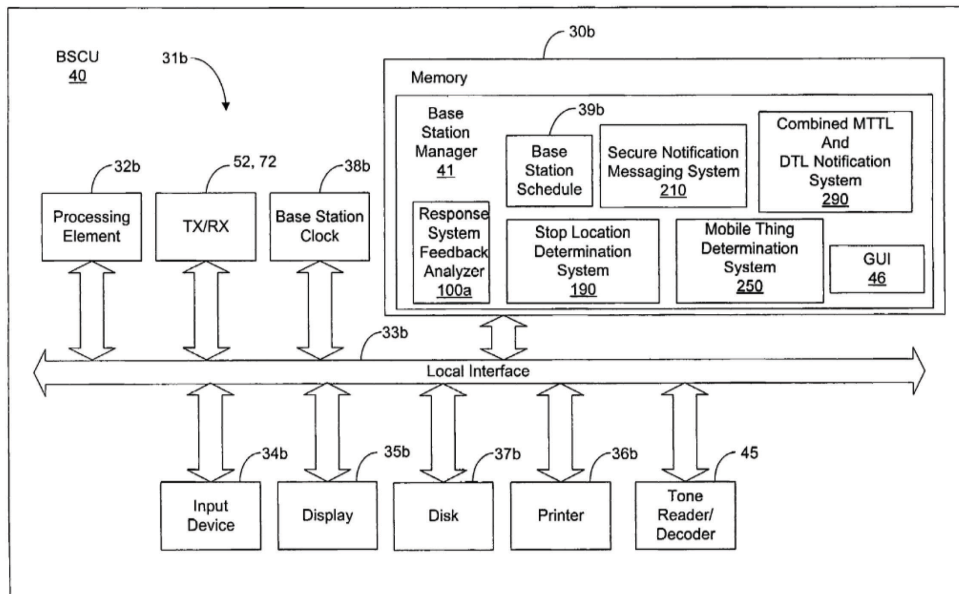 BSCU
40
31b
30b
Memory
Base
Station
Manager
41
39b
Base
Station
Schedule
Secure Notification
Messaging System
210
Combined MTTL
And
DTL Notification
System
290
Response
System
Feedback
Analyzer
100a
Stop Location
Determination
System
190
Mobile Thing
Determination
System
250
GUI
46
32b
Processing
Element
52, 72
TX/RX
38b
Base Station
Clock
33b
Local Interface
34b
Input
Device
35b
Display
37b
Disk
36b
Printer
45
Tone
Reader/
Decoder